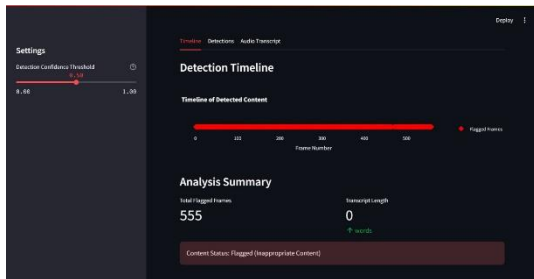 Deploy
Settings
Detection Confidence Threshold
0.50
0.00 1.00
Timeline Detections Audio Transcript
Detection Timeline
Timeline of Detected Content
0 100 200 300 400 500
Frame Number
Flagged Frames
Analysis Summary
Total Flagged Frames
555
Transcript Length
0
↑ words
Content Status: Flagged (Inappropriate Content)